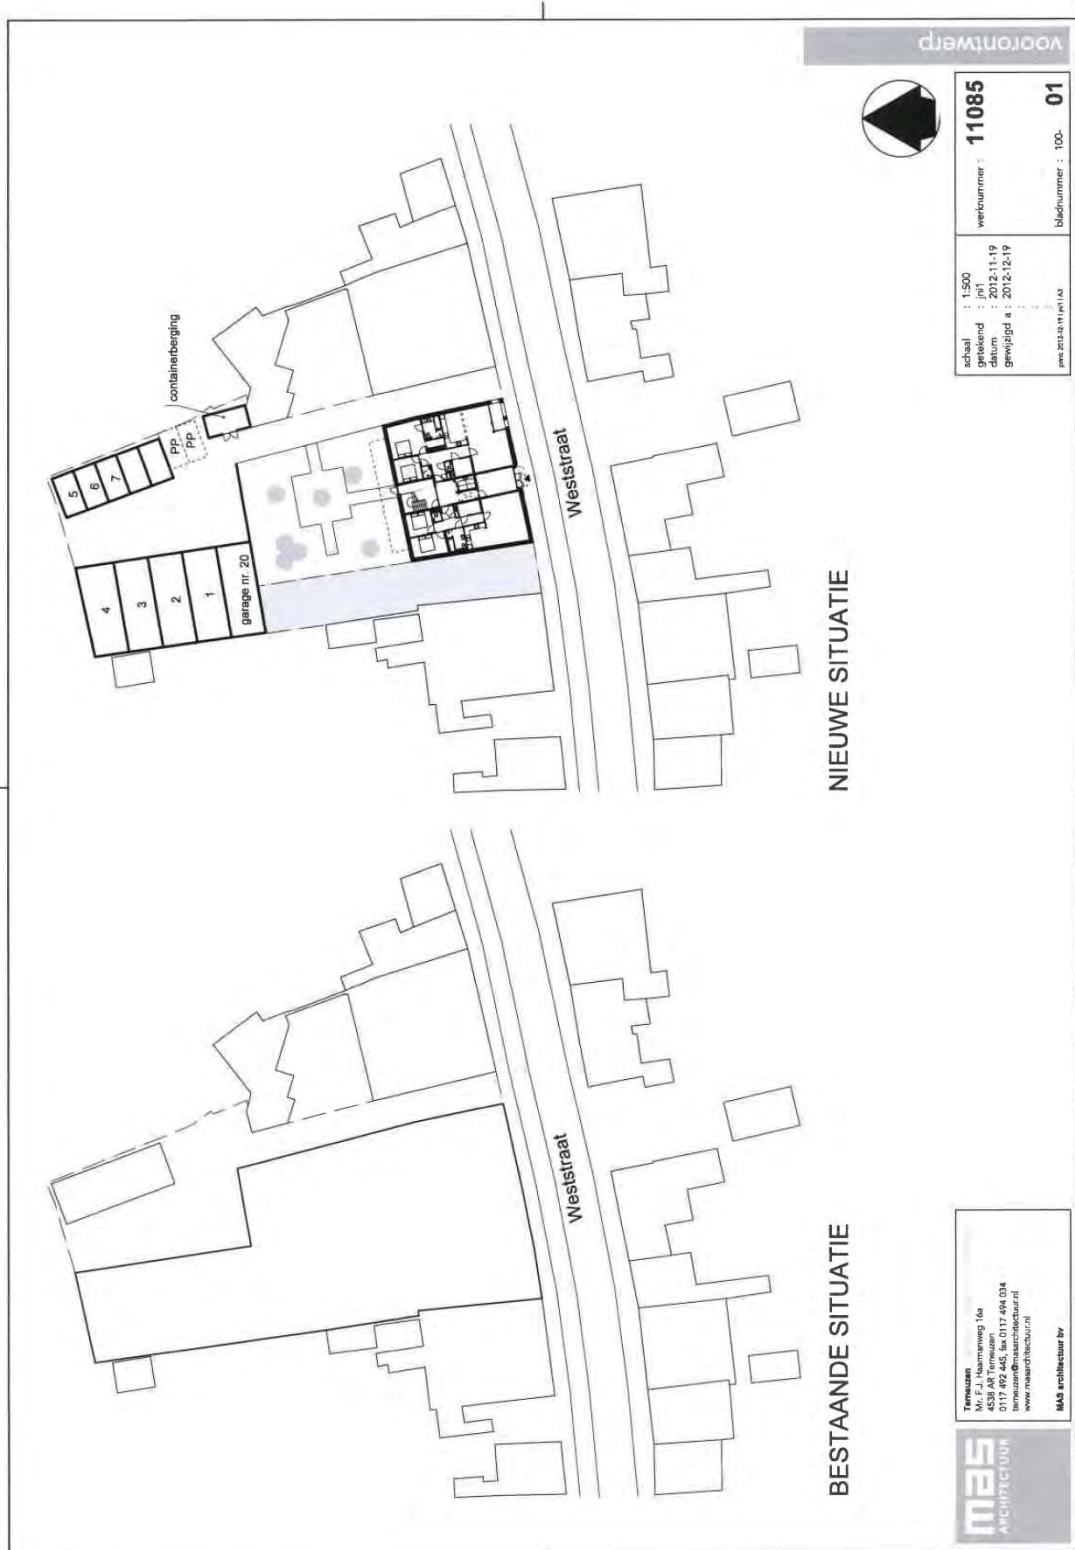 BESTAANDE SITUATIE
Weststraat
NIEUWE SITUATIE
Weststraat
4
3
2
1
garage nr. 20
5
6
7
PP
PP
containerberging
mas
ARCHITECTUUR
Terneuzen
Mr. F.J. Haarmanweg 16a
4538 AR Terneuzen
0117 492 445, fax 0117 494 034
terneuzen@masarchitectuur.nl
www.masarchitectuur.nl
MAS architectuur bv
schaal : 1:500
getekend : jnl1
datum : 2012-11-19
gewijzigd a : 2012-12-19
werknummer : 11085
bladnummer : 100- 01
voorontwerp